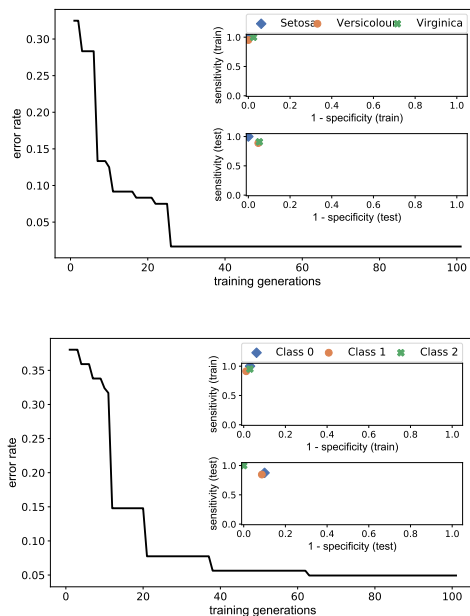 Setosa Versicolour Virginica
0.30
0.25
0.20
0.15
0.10
0.05
error rate
0 20 40 60 80 100
training generations
1.0
0.5
0.0
sensitivity (train)
0.0 0.2 0.4 0.6 0.8 1.0
1 - specificity (train)
1.0
0.5
0.0
sensitivity (test)
0.0 0.2 0.4 0.6 0.8 1.0
1 - specificity (test)
Class 0 Class 1 Class 2
0.35
0.30
0.25
0.20
0.15
0.10
0.05
error rate
0 20 40 60 80 100
training generations
1.0
0.5
0.0
sensitivity (train)
0.0 0.2 0.4 0.6 0.8 1.0
1 - specificity (train)
1.0
0.5
0.0
sensitivity (test)
0.0 0.2 0.4 0.6 0.8 1.0
1 - specificity (test)